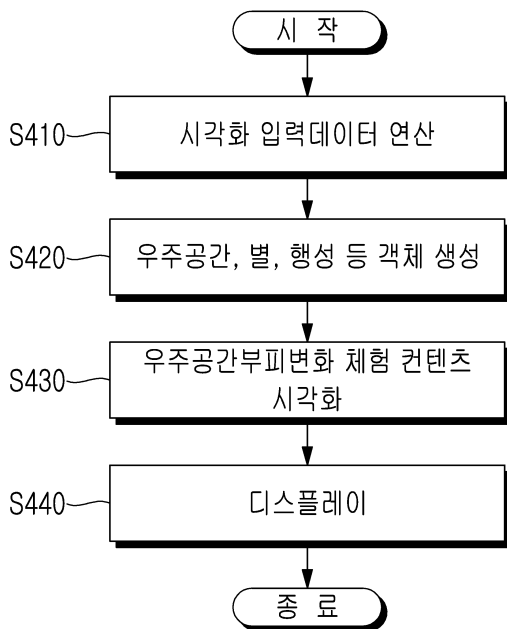 시 작
S410
시각화 입력데이터 연산
S420
우주공간, 별, 행성 등 객체 생성
S430
우주공간부피변화 체험 컨텐츠
시각화
S440
디스플레이
종 료